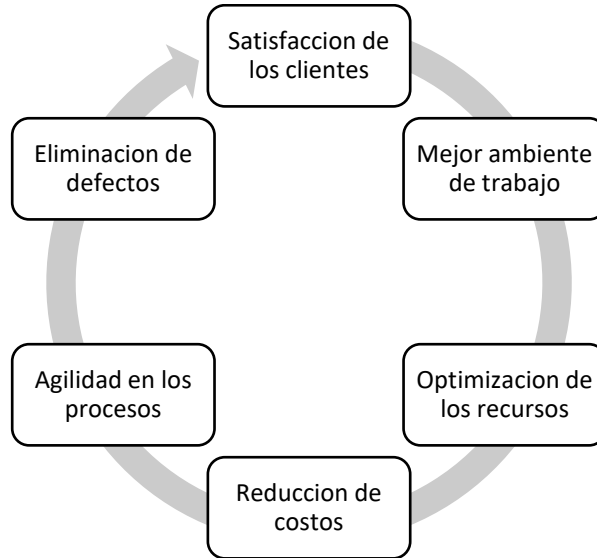 Satisfaccion de
los clientes
Mejor ambiente
de trabajo
Optimizacion de
los recursos
Reduccion de
costos
Agilidad en los
procesos
Eliminacion de
defectos